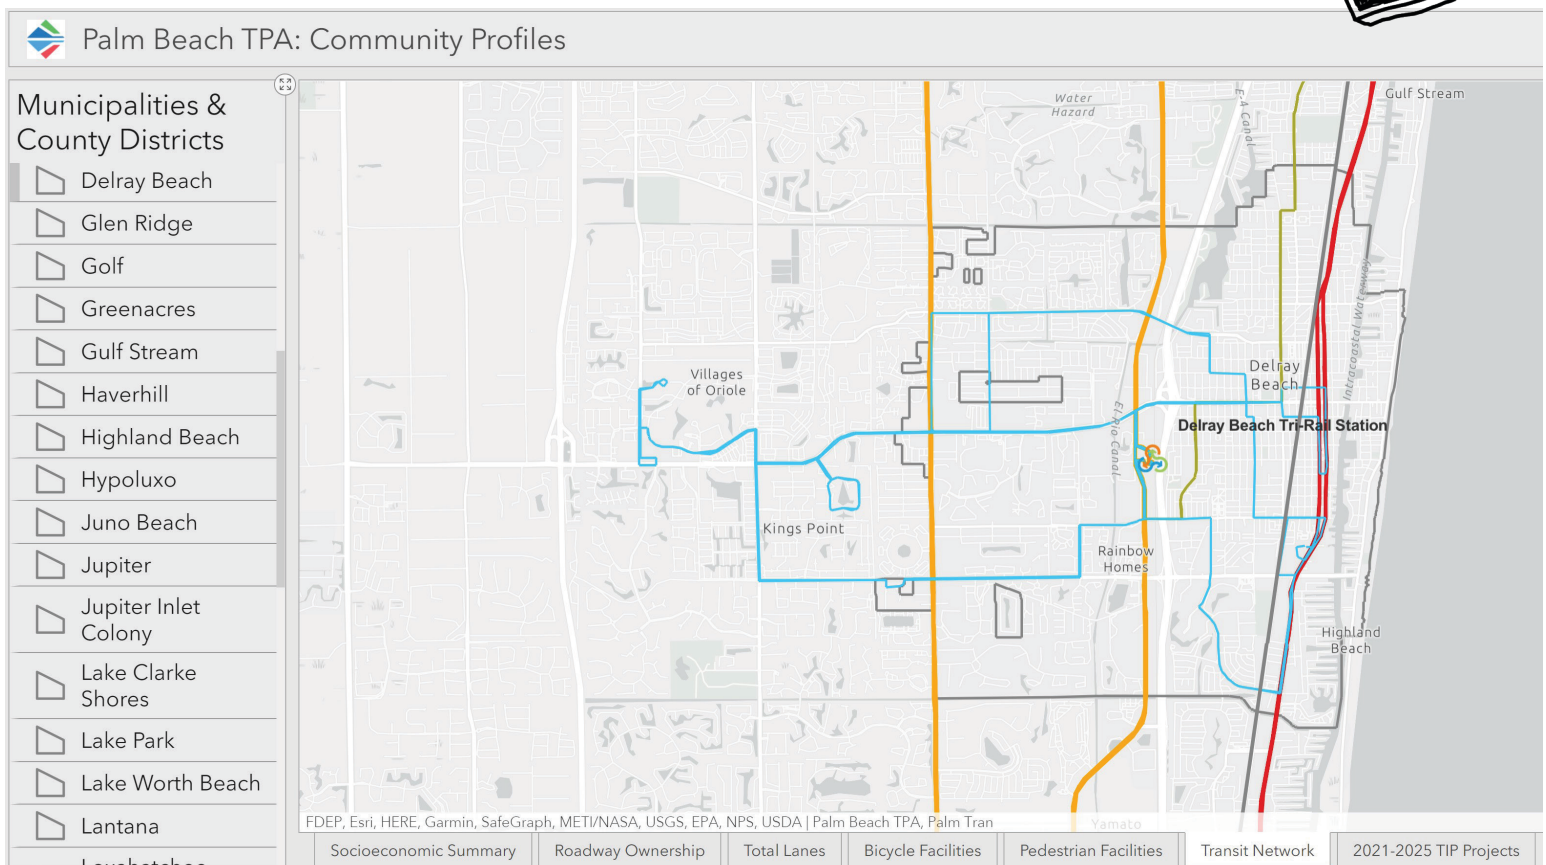 Palm Beach TPA: Community Profiles
Municipalities &
County Districts
Delray Beach
Glen Ridge
Golf
Greenacres
Gulf Stream
Haverhill
Highland Beach
Hypoluxo
Juno Beach
Jupiter
Jupiter Inlet
Colony
Lake Clarke
Shores
Lake Park
Lake Worth Beach
Lantana
Water
Hazard
E-A Canal
Gulf Stream
Intracoastal Waterway
Villages
of Oriole
Delray
Beach
El Rio Canal
Delray Beach Tri-Rail Station
Kings Point
Rainbow
Homes
Highland
Beach
Yamato
FDEP, Esri, HERE, Garmin, SafeGraph, METI/NASA, USGS, EPA, NPS, USDA | Palm Beach TPA, Palm Tran
Socioeconomic Summary
Roadway Ownership
Total Lanes
Bicycle Facilities
Pedestrian Facilities
Transit Network
2021-2025 TIP Projects